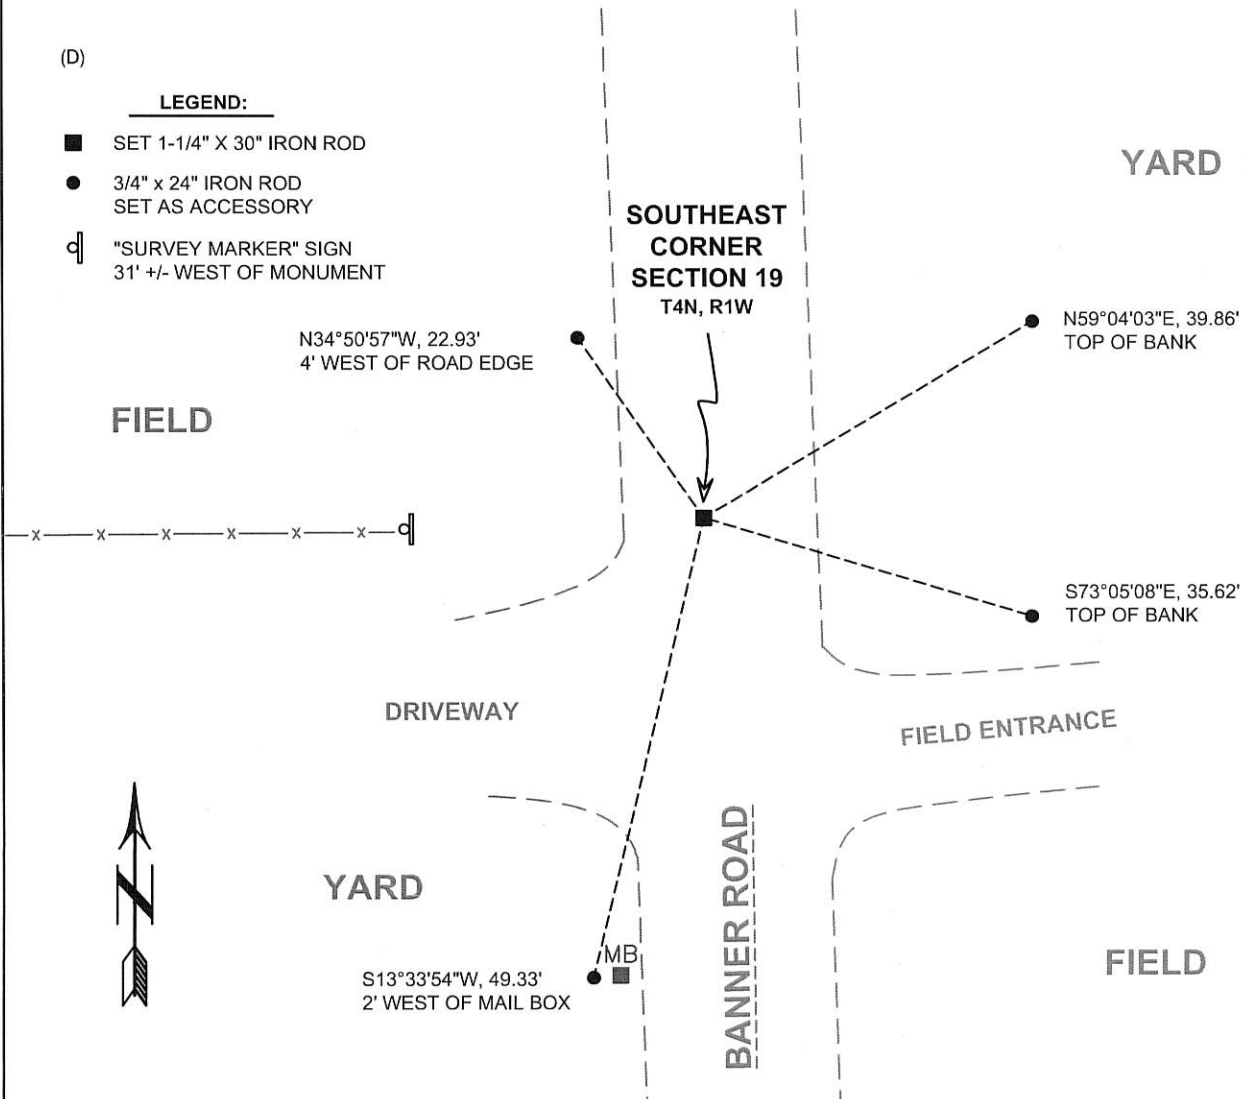 (D)
LEGEND:
SET 1-1/4" X 30" IRON ROD
3/4" x 24" IRON ROD
SET AS ACCESSORY
"SURVEY MARKER" SIGN
31' +/- WEST OF MONUMENT
YARD
SOUTHEAST
CORNER
SECTION 19
T4N, R1W
N34°50'57"W, 22.93'
4' WEST OF ROAD EDGE
N59°04'03"E, 39.86'
TOP OF BANK
FIELD
x x x x x x
S73°05'08"E, 35.62'
TOP OF BANK
DRIVEWAY
FIELD ENTRANCE
N
YARD
BANNER ROAD
MB
S13°33'54"W, 49.33'
2' WEST OF MAIL BOX
FIELD